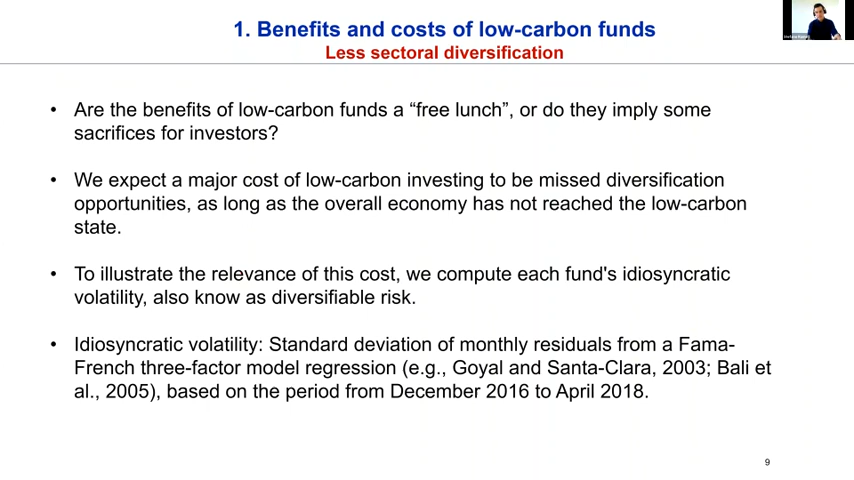 1. Benefits and costs of low-carbon funds
Less sectoral diversification
• Are the benefits of low-carbon funds a “free lunch”, or do they imply some
sacrifices for investors?
• We expect a major cost of low-carbon investing to be missed diversification
opportunities, as long as the overall economy has not reached the low-carbon
state.
• To illustrate the relevance of this cost, we compute each fund's idiosyncratic
volatility, also know as diversifiable risk.
• Idiosyncratic volatility: Standard deviation of monthly residuals from a Fama-
French three-factor model regression (e.g., Goyal and Santa-Clara, 2003; Bali et
al., 2005), based on the period from December 2016 to April 2018.
9